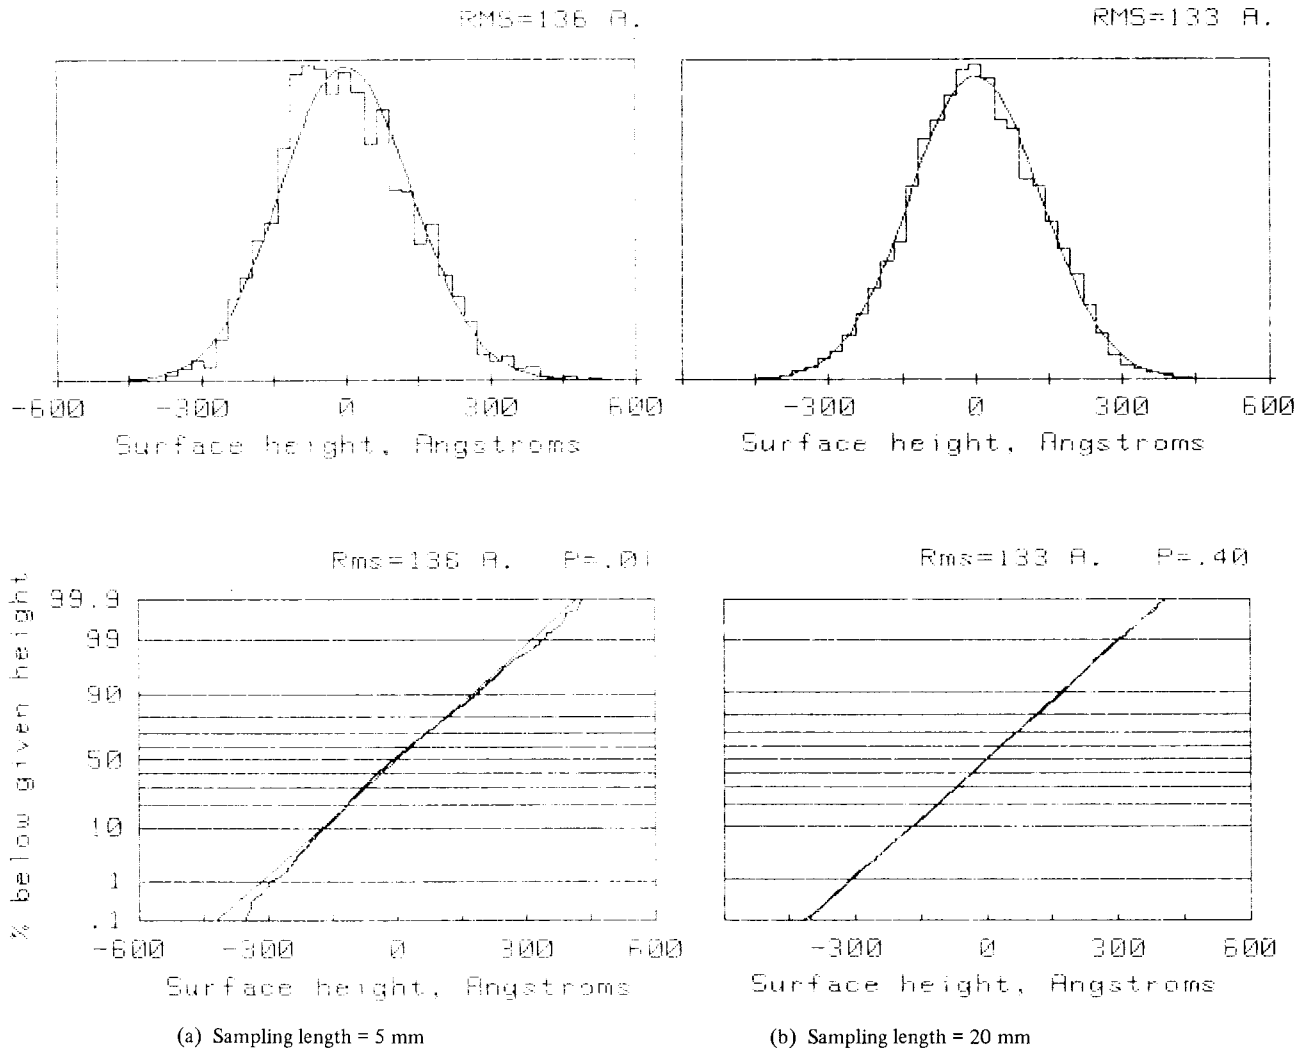 RMS=136 A.
RMS=133 A.
-600 -300 0 300 600
Surface height, Angstroms
-300 0 300 600
Surface height, Angstroms
Rms=136 A. P=.01
Rms=133 A. P=.40
% below given height
99.9
99
90
50
10
1
.1
-600 -300 0 300 600
Surface height, Angstroms
-300 0 300 600
Surface height, Angstroms
(a) Sampling length = 5 mm
(b) Sampling length = 20 mm